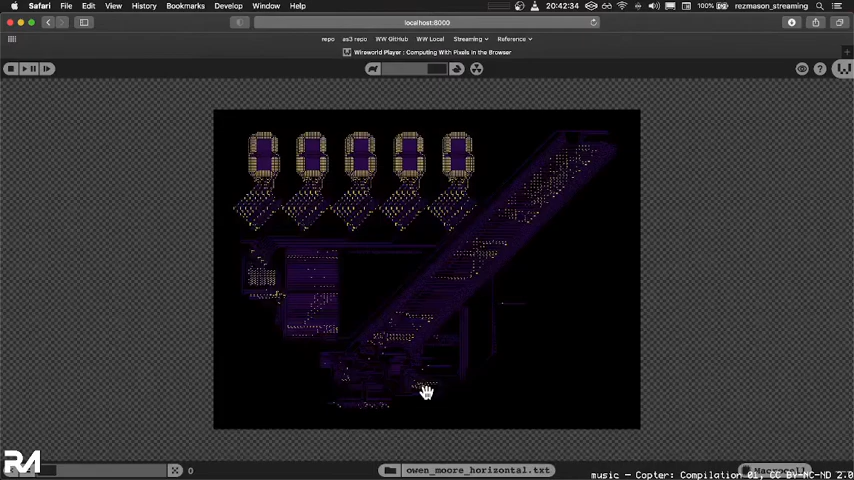 Safari File Edit View History Bookmarks Develop Window Help 20:42:34 100% rezmason_streaming
localhost:8000
repo as3 repo WW GitHub WW Local Streaming Reference
Wireworld Player : Computing With Pixels in the Browser
0 owen_moore_horizontal.txt
music - Copter: Compilation 01, CC BY-NC-ND 2.0